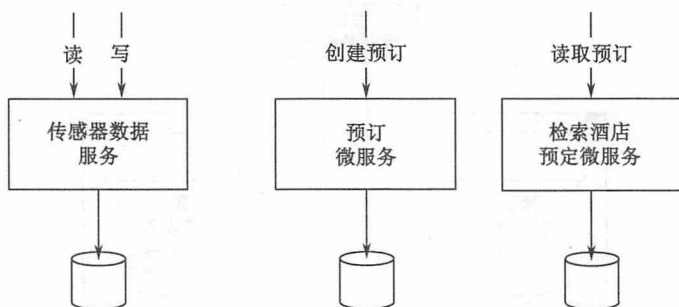 读
写
创建预订
读取预订
传感器数据
服务
预订
微服务
检索酒店
预定微服务